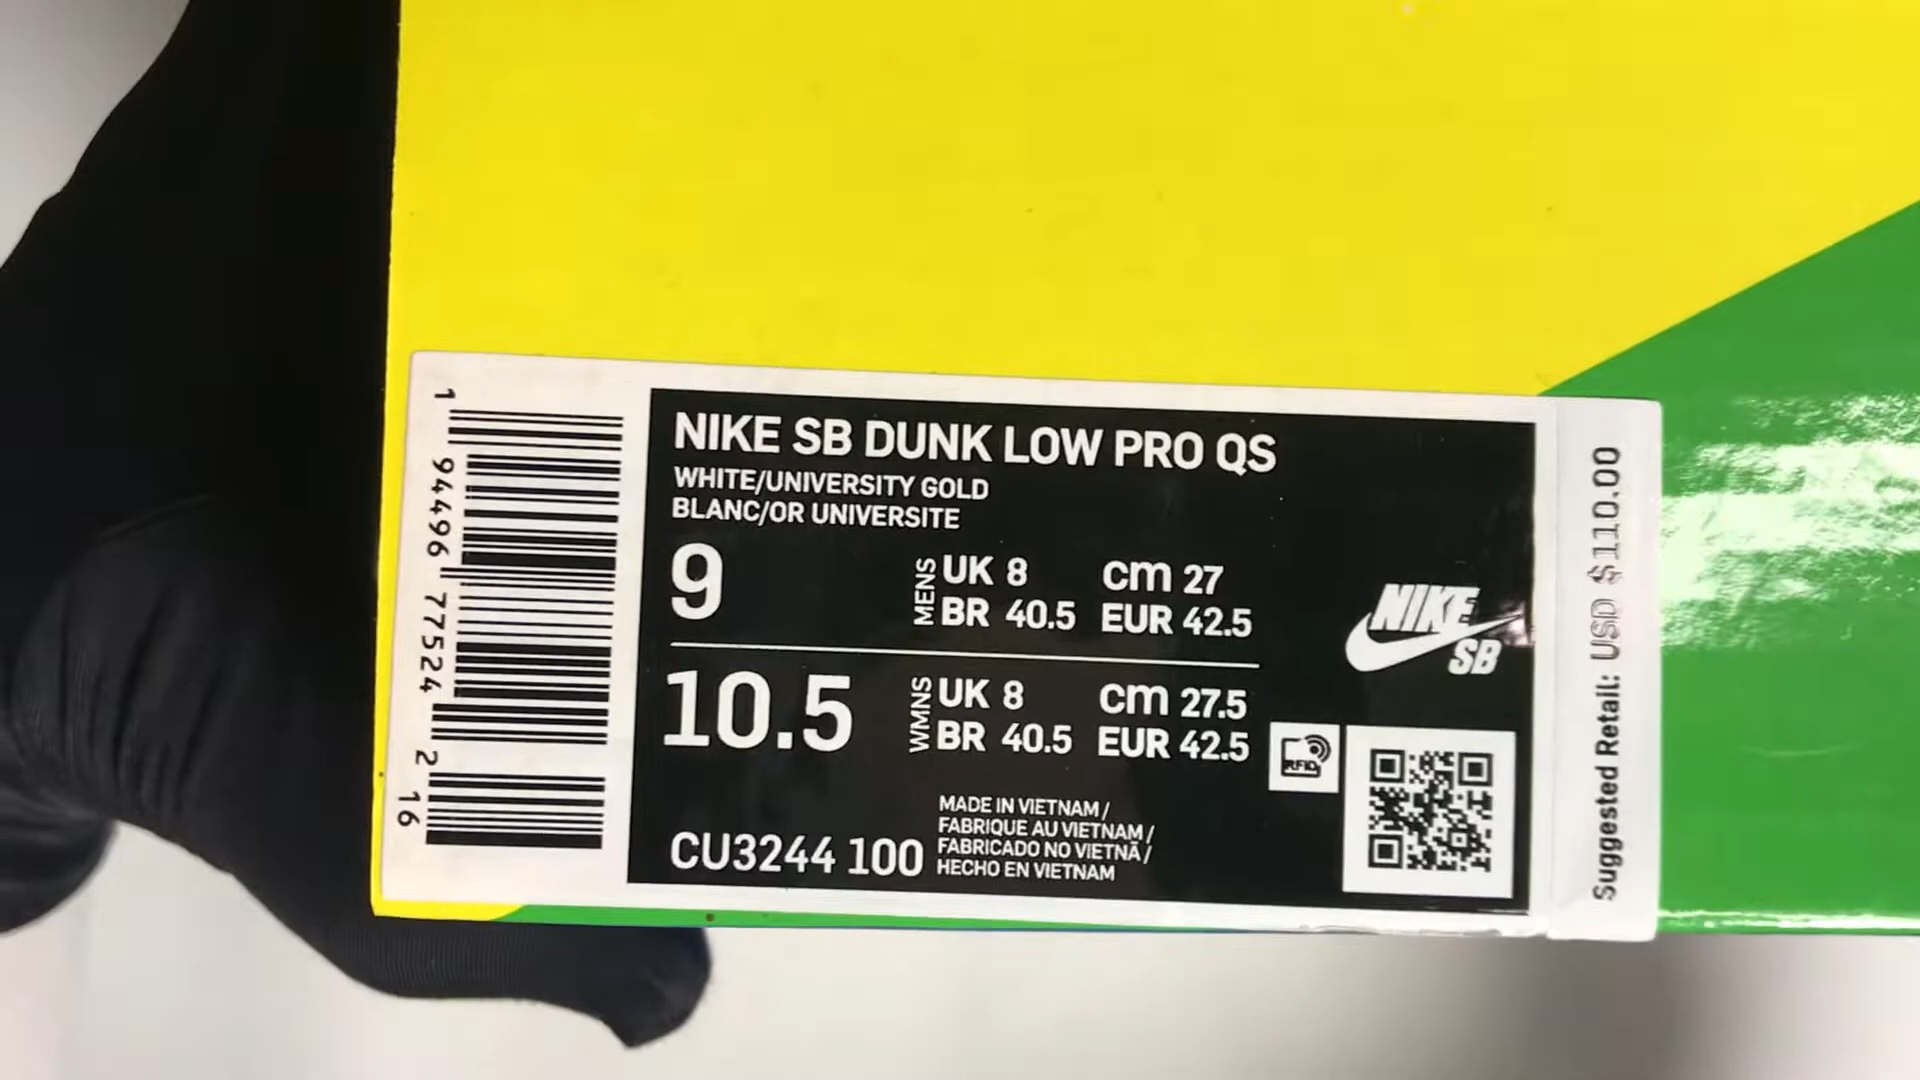 1 94496 77524 2 16
NIKE SB DUNK LOW PRO QS
WHITE/UNIVERSITY GOLD
BLANC/OR UNIVERSITE
9
MENS
UK 8 cm 27
BR 40.5 EUR 42.5
10.5
WMNS
UK 8 cm 27.5
BR 40.5 EUR 42.5
CU3244 100
MADE IN VIETNAM /
FABRIQUE AU VIETNAM /
FABRICADO NO VIETNÃ /
HECHO EN VIETNAM
NIKE
SB
RFID
Suggested Retail: USD $110.00